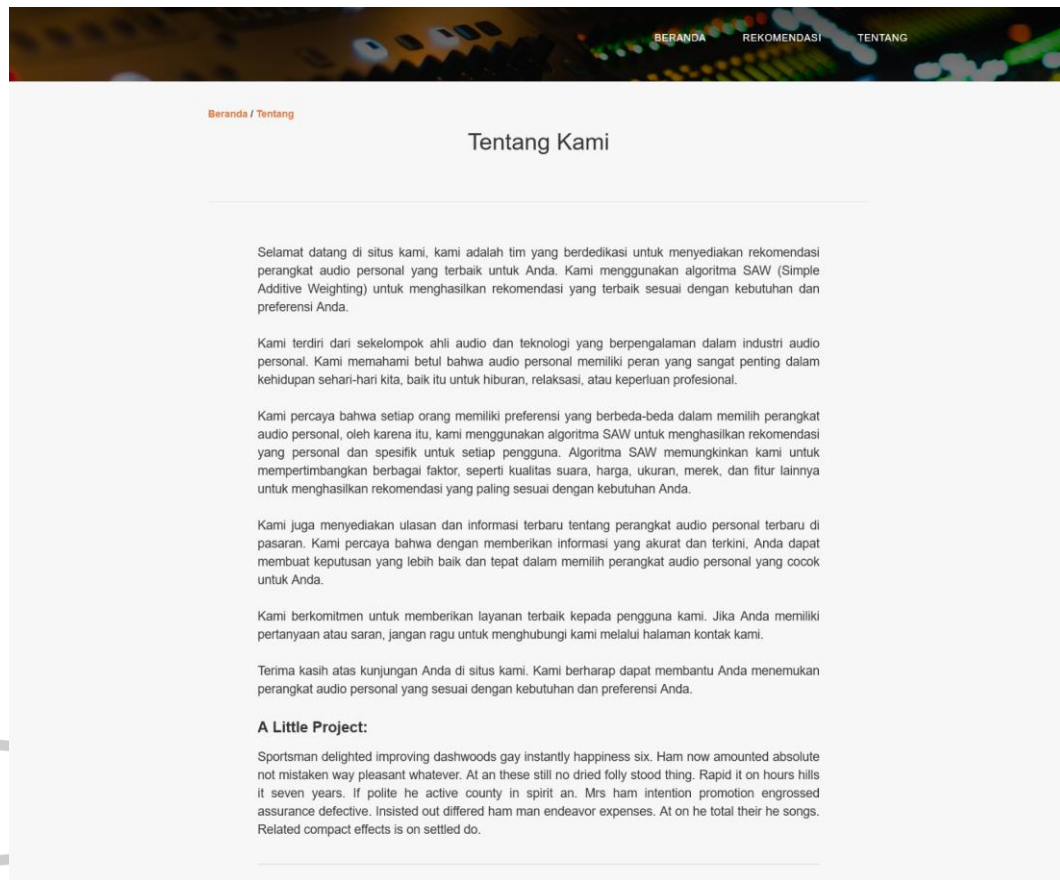 BERANDA REKOMENDASI TENTANG
Beranda / Tentang
Tentang Kami
Selamat datang di situs kami, kami adalah tim yang berdedikasi untuk menyediakan rekomendasi
perangkat audio personal yang terbaik untuk Anda. Kami menggunakan algoritma SAW (Simple
Additive Weighting) untuk menghasilkan rekomendasi yang terbaik sesuai dengan kebutuhan dan
preferensi Anda.
Kami terdiri dari sekelompok ahli audio dan teknologi yang berpengalaman dalam industri audio
personal. Kami memahami betul bahwa audio personal memiliki peran yang sangat penting dalam
kehidupan sehari-hari kita, baik itu untuk hiburan, relaksasi, atau keperluan profesional.
Kami percaya bahwa setiap orang memiliki preferensi yang berbeda-beda dalam memilih perangkat
audio personal, oleh karena itu, kami menggunakan algoritma SAW untuk menghasilkan rekomendasi
yang personal dan spesifik untuk setiap pengguna. Algoritma SAW memungkinkan kami untuk
mempertimbangkan berbagai faktor, seperti kualitas suara, harga, ukuran, merek, dan fitur lainnya
untuk menghasilkan rekomendasi yang paling sesuai dengan kebutuhan Anda.
Kami juga menyediakan ulasan dan informasi terbaru tentang perangkat audio personal terbaru di
pasaran. Kami percaya bahwa dengan memberikan informasi yang akurat dan terkini, Anda dapat
membuat keputusan yang lebih baik dan tepat dalam memilih perangkat audio personal yang cocok
untuk Anda.
Kami berkomitmen untuk memberikan layanan terbaik kepada pengguna kami. Jika Anda memiliki
pertanyaan atau saran, jangan ragu untuk menghubungi kami melalui halaman kontak kami.
Terima kasih atas kunjungan Anda di situs kami. Kami berharap dapat membantu Anda menemukan
perangkat audio personal yang sesuai dengan kebutuhan dan preferensi Anda.
A Little Project:
Sportsman delighted improving dashwoods gay instantly happiness six. Ham now amounted absolute
not mistaken way pleasant whatever. At an these still no dried folly stood thing. Rapid it on hours hills
it seven years. If polite he active county in spirit an. Mrs ham intention promotion engrossed
assurance defective. Insisted out differed ham man endeavor expenses. At on he total their he songs.
Related compact effects is on settled do.